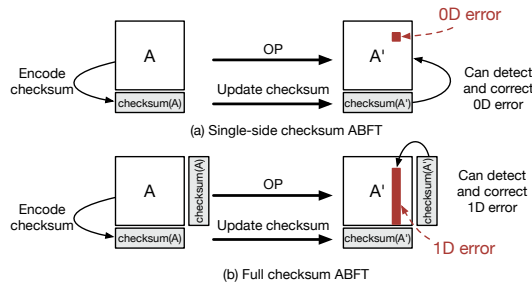 0D error
A
OP
A'
Encode
checksum
Can detect
and correct
0D error
checksum(A)
Update checksum
checksum(A')
(a) Single-side checksum ABFT
A
checksum(A)
OP
A'
checksum(A')
Can detect
and correct
1D error
Encode
checksum
checksum(A)
Update checksum
checksum(A')
1D error
(b) Full checksum ABFT